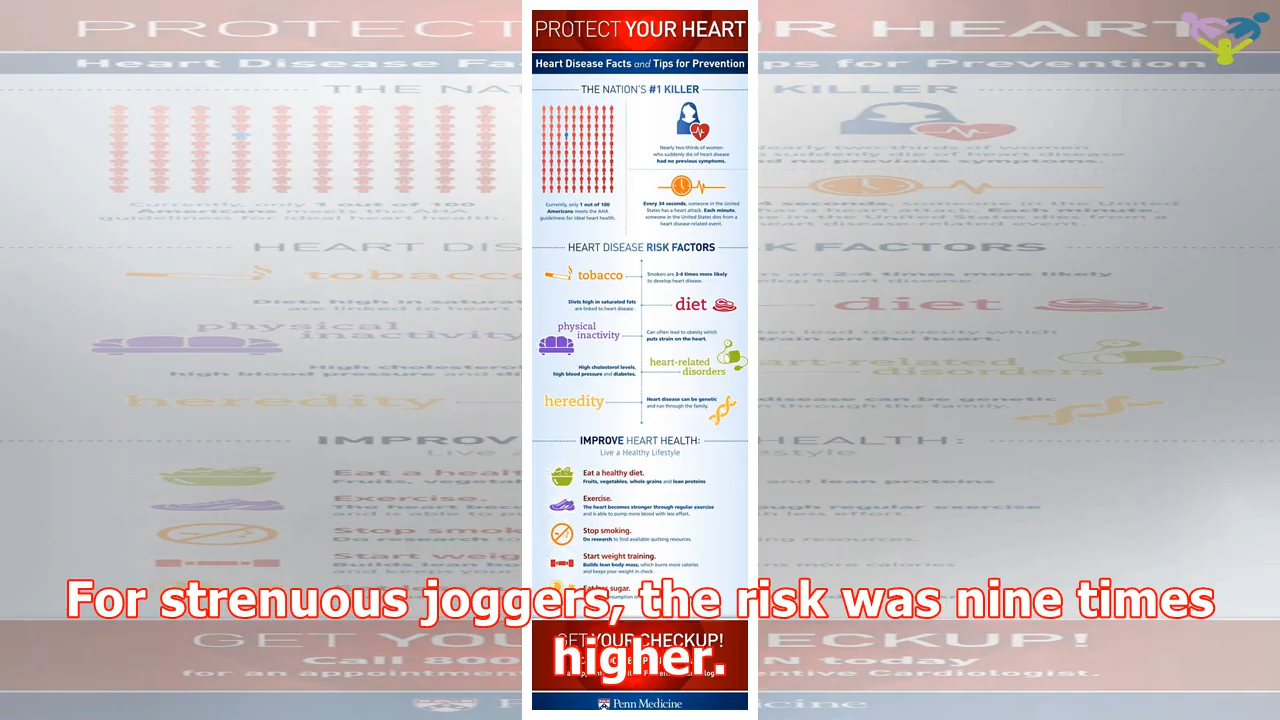 PROTECT YOUR HEART
Heart Disease Facts and Tips for Prevention
THE NATION'S #1 KILLER
Currently, only 1 out of 100
Americans meets the AHA
guidelines for ideal heart health.
Nearly two-thirds of women
who suddenly die of heart disease
had no previous symptoms.
Every 34 seconds, someone in the United
States has a heart attack. Each minute,
someone in the United States dies from a
heart disease-related event.
HEART DISEASE RISK FACTORS
tobacco
Smokers are 2-4 times more likely
to develop heart disease.
Diets high in saturated fats
are linked to heart disease.
diet
physical
inactivity
Can often lead to obesity which
puts strain on the heart.
heart-related
disorders
High cholesterol levels,
high blood pressure and diabetes.
heredity
Heart disease can be genetic
and run through the family.
IMPROVE HEART HEALTH:
Live a Healthy Lifestyle
Eat a healthy diet.
Fruits, vegetables, whole grains and lean proteins
Exercise.
The heart becomes stronger through regular exercise
and is able to pump more blood with less effort.
Stop smoking.
Do research to find available quitting resources.
Start weight training.
Builds lean body mass, which burns more calories
and keeps your weight in check
Eat less sugar.
For strenuous joggers, the risk was nine times
higher.
GET YOUR CHECKUP!
Penn Medicine